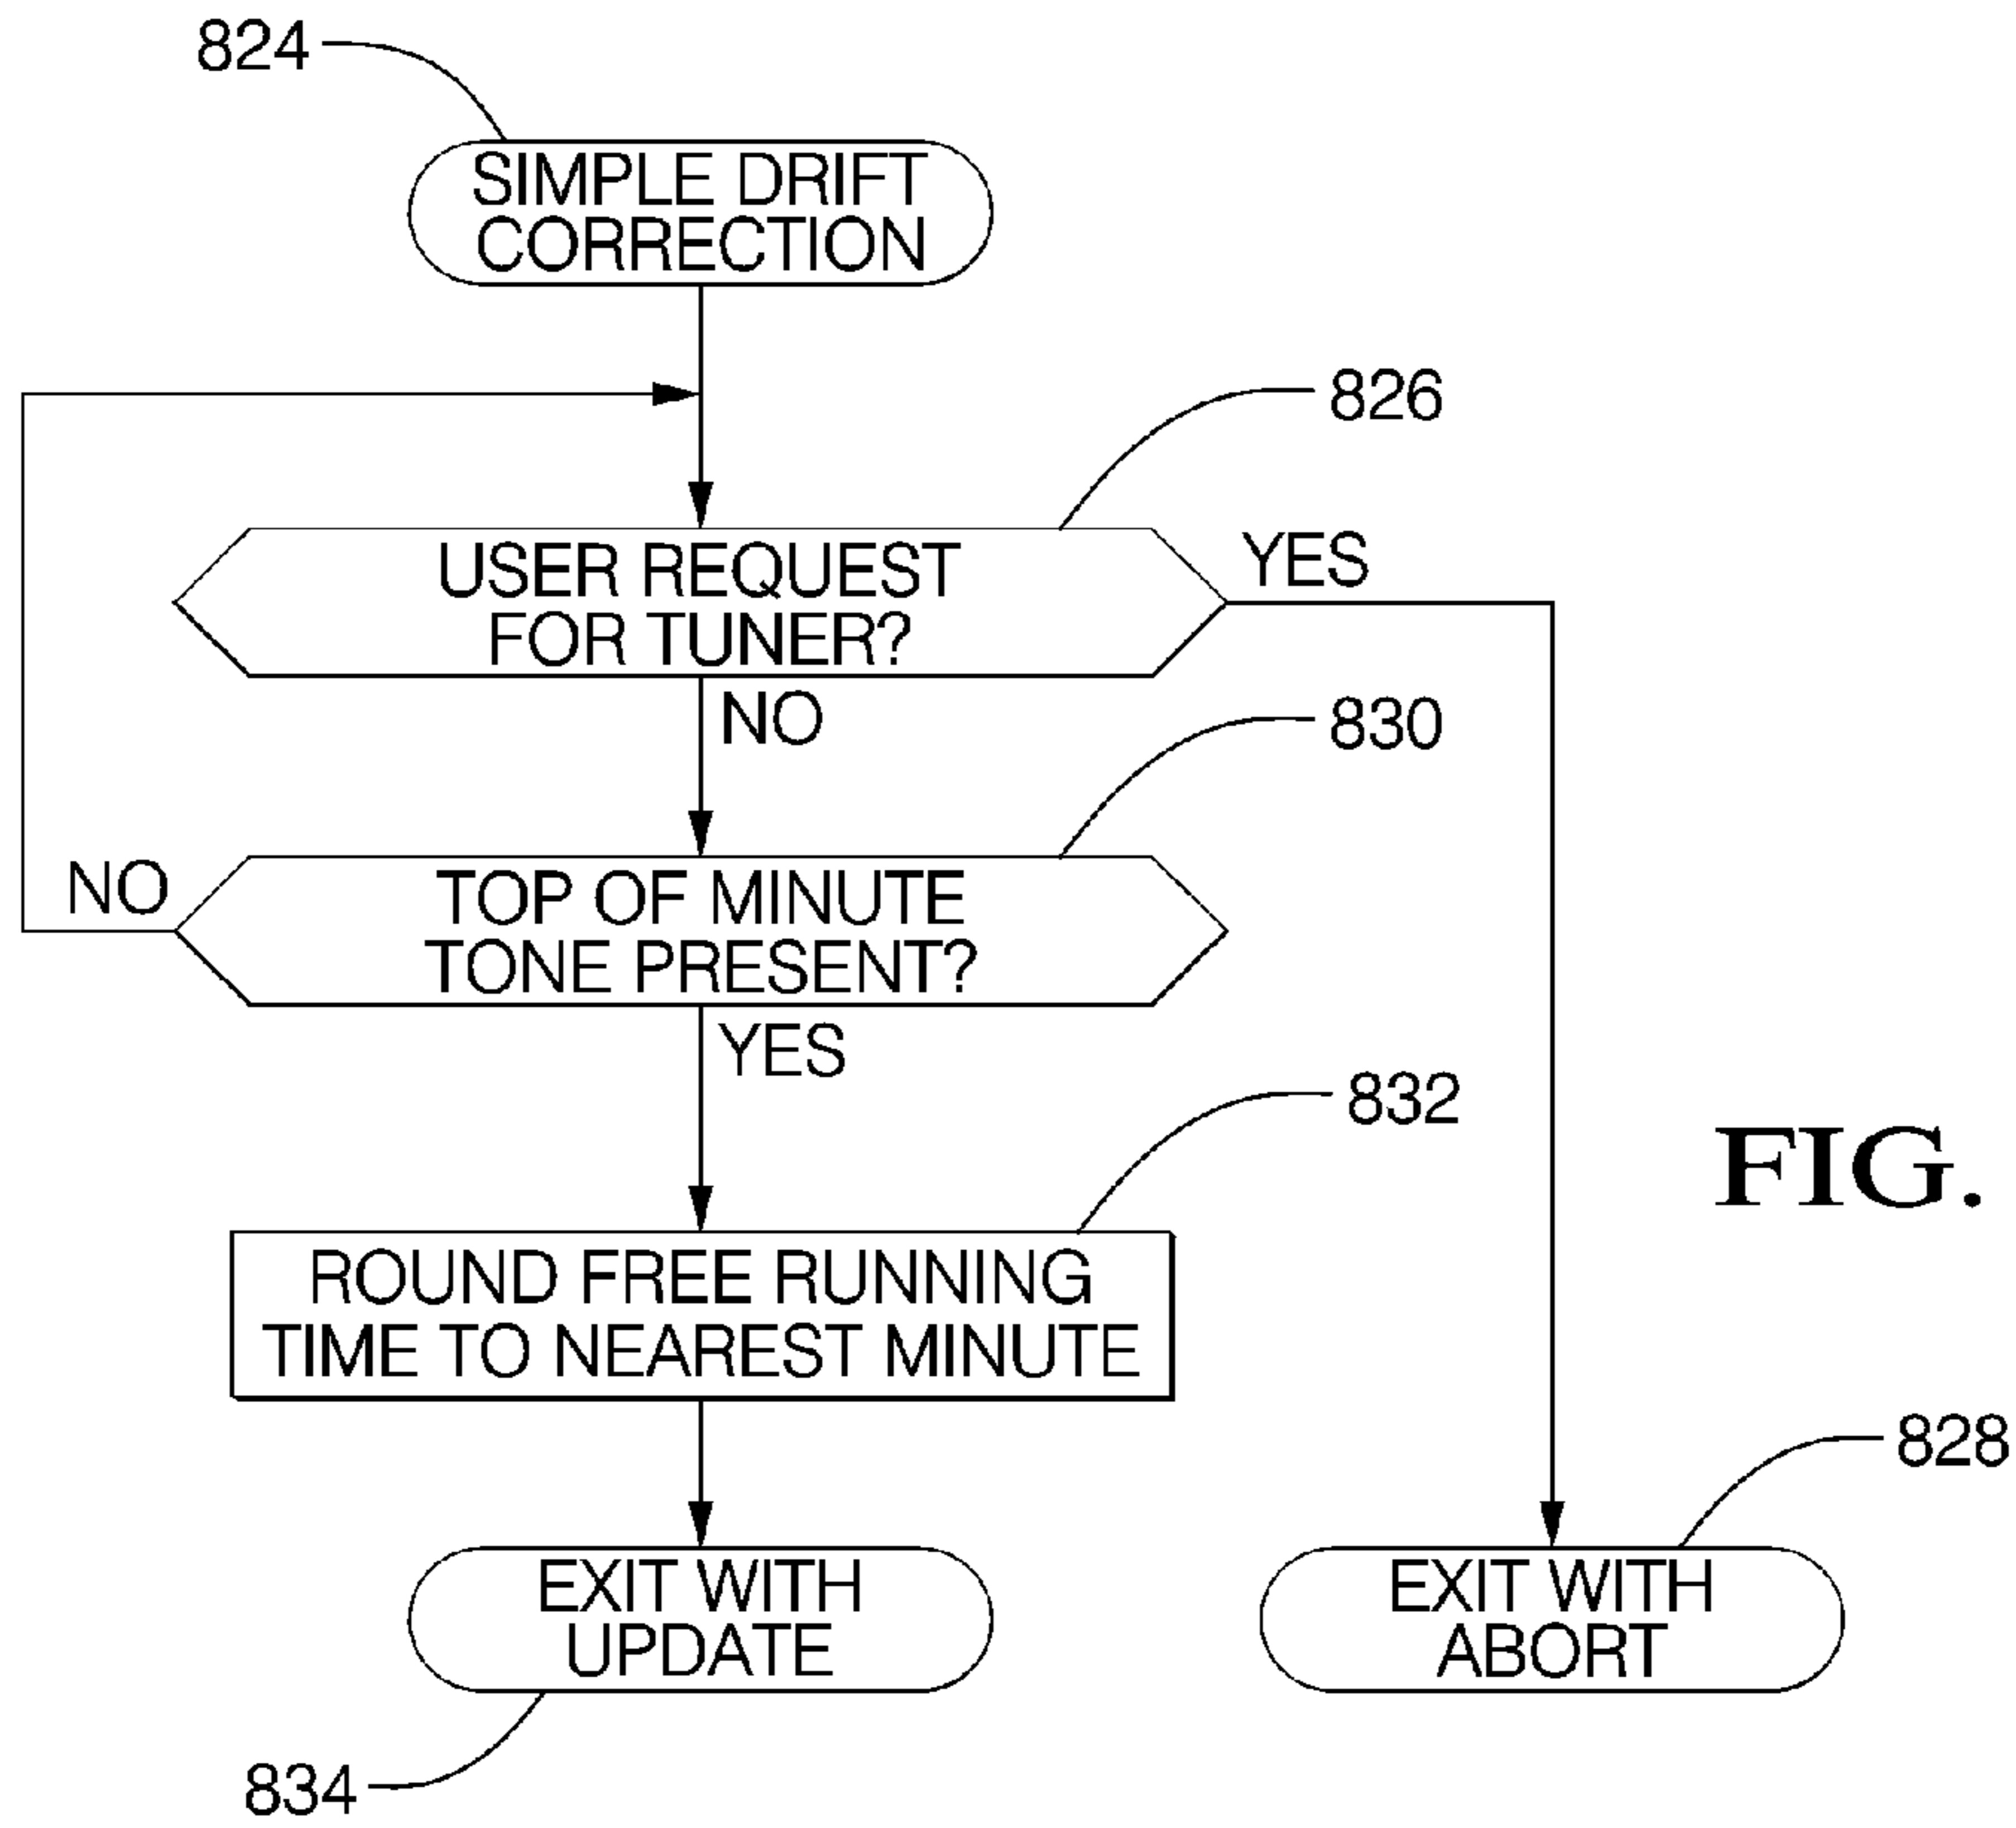 824
SIMPLE DRIFT
CORRECTION
826
USER REQUEST
FOR TUNER?
YES
NO
830
TOP OF MINUTE
TONE PRESENT?
NO
YES
832
ROUND FREE RUNNING
TIME TO NEAREST MINUTE
FIG.
828
EXIT WITH
UPDATE
EXIT WITH
ABORT
834